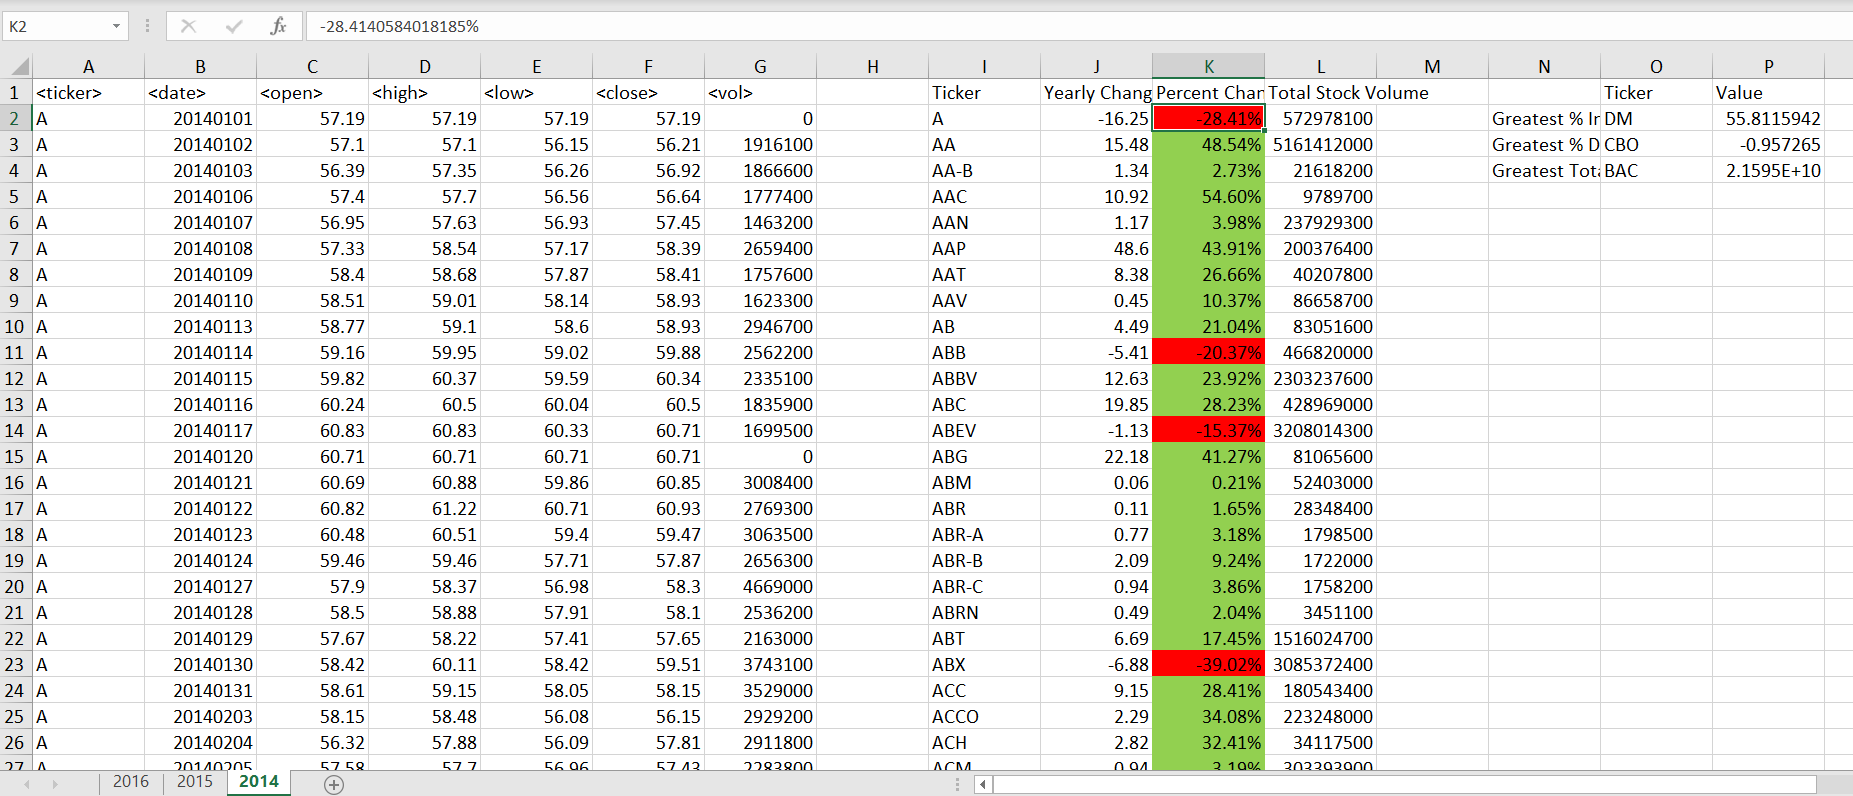 K2 fx -28.4140584018185%
A B C D E F G H I J K L M N O P
1 <ticker> <date> <open> <high> <low> <close> <vol> Ticker Yearly Chang Percent Chan Total Stock Volume Ticker Value
2 A 20140101 57.19 57.19 57.19 57.19 0 A -16.25 -28.41% 572978100 Greatest % In DM 55.8115942
3 A 20140102 57.1 57.1 56.15 56.21 1916100 AA 15.48 48.54% 5161412000 Greatest % D CBO -0.957265
4 A 20140103 56.39 57.35 56.26 56.92 1866600 AA-B 1.34 2.73% 21618200 Greatest Tota BAC 2.1595E+10
5 A 20140106 57.4 57.7 56.56 56.64 1777400 AAC 10.92 54.60% 9789700
6 A 20140107 56.95 57.63 56.93 57.45 1463200 AAN 1.17 3.98% 237929300
7 A 20140108 57.33 58.54 57.17 58.39 2659400 AAP 48.6 43.91% 200376400
8 A 20140109 58.4 58.68 57.87 58.41 1757600 AAT 8.38 26.66% 40207800
9 A 20140110 58.51 59.01 58.14 58.93 1623300 AAV 0.45 10.37% 86658700
10 A 20140113 58.77 59.1 58.6 58.93 2946700 AB 4.49 21.04% 83051600
11 A 20140114 59.16 59.95 59.02 59.88 2562200 ABB -5.41 -20.37% 466820000
12 A 20140115 59.82 60.37 59.59 60.34 2335100 ABBV 12.63 23.92% 2303237600
13 A 20140116 60.24 60.5 60.04 60.5 1835900 ABC 19.85 28.23% 428969000
14 A 20140117 60.83 60.83 60.33 60.71 1699500 ABEV -1.13 -15.37% 3208014300
15 A 20140120 60.71 60.71 60.71 60.71 0 ABG 22.18 41.27% 81065600
16 A 20140121 60.69 60.88 59.86 60.85 3008400 ABM 0.06 0.21% 52403000
17 A 20140122 60.82 61.22 60.71 60.93 2769300 ABR 0.11 1.65% 28348400
18 A 20140123 60.48 60.51 59.4 59.47 3063500 ABR-A 0.77 3.18% 1798500
19 A 20140124 59.46 59.46 57.71 57.87 2656300 ABR-B 2.09 9.24% 1722000
20 A 20140127 57.9 58.37 56.98 58.3 4669000 ABR-C 0.94 3.86% 1758200
21 A 20140128 58.5 58.88 57.91 58.1 2536200 ABRN 0.49 2.04% 3451100
22 A 20140129 57.67 58.22 57.41 57.65 2163000 ABT 6.69 17.45% 1516024700
23 A 20140130 58.42 60.11 58.42 59.51 3743100 ABX -6.88 -39.02% 3085372400
24 A 20140131 58.61 59.15 58.05 58.15 3529000 ACC 9.15 28.41% 180543400
25 A 20140203 58.15 58.48 56.08 56.15 2929200 ACCO 2.29 34.08% 223248000
26 A 20140204 56.32 57.88 56.09 57.81 2911800 ACH 2.82 32.41% 34117500
27 A 20140205 57.58 57.7 56.96 57.43 2283800 ACM 0.94 3.19% 303393900
2016 2015 2014